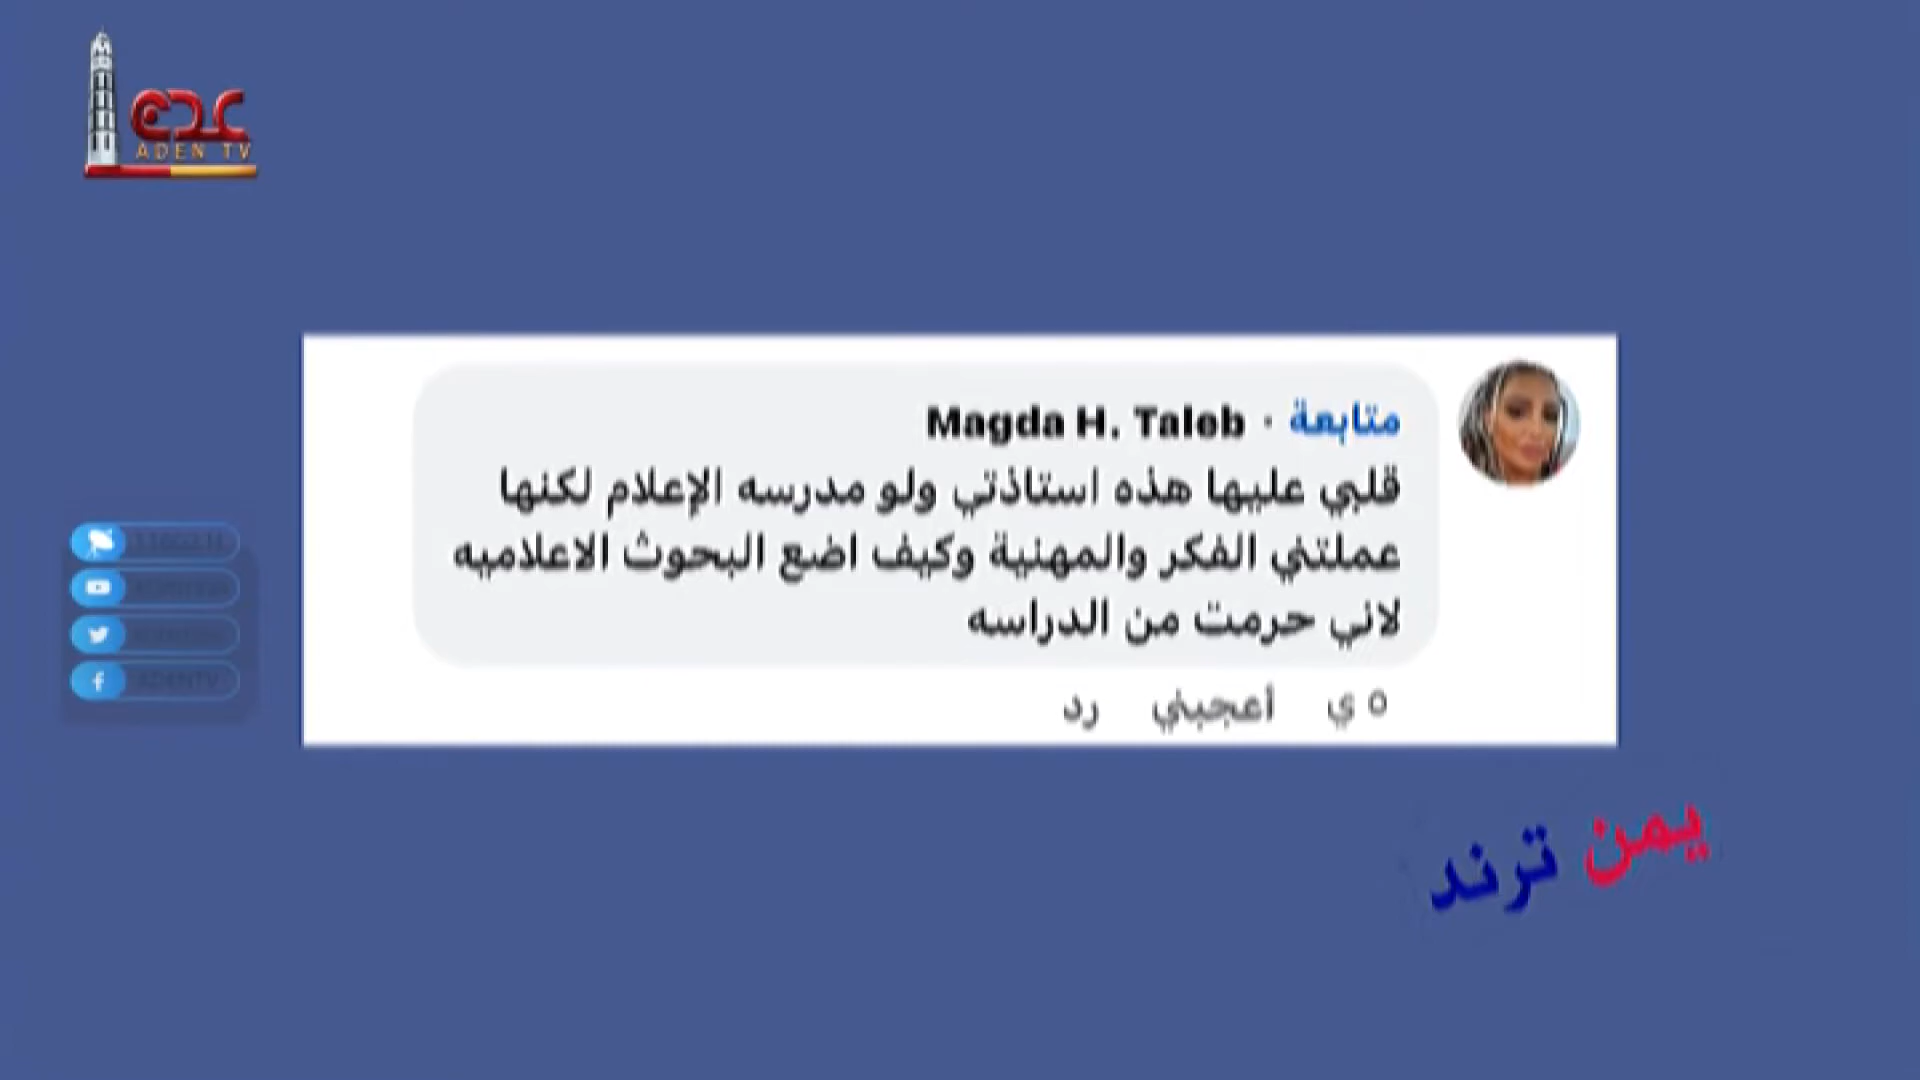 عدن
ADEN TV
متابعة · Magda H. Taleb
قلبي عليها هذه استاذتي ولو مدرسه الإعلام لكنها
عملتني الفكر والمهنية وكيف اضع البحوث الاعلاميه
لاني حرمت من الدراسه
٥ ي أعجبني رد
ADENTV
يمن ترند